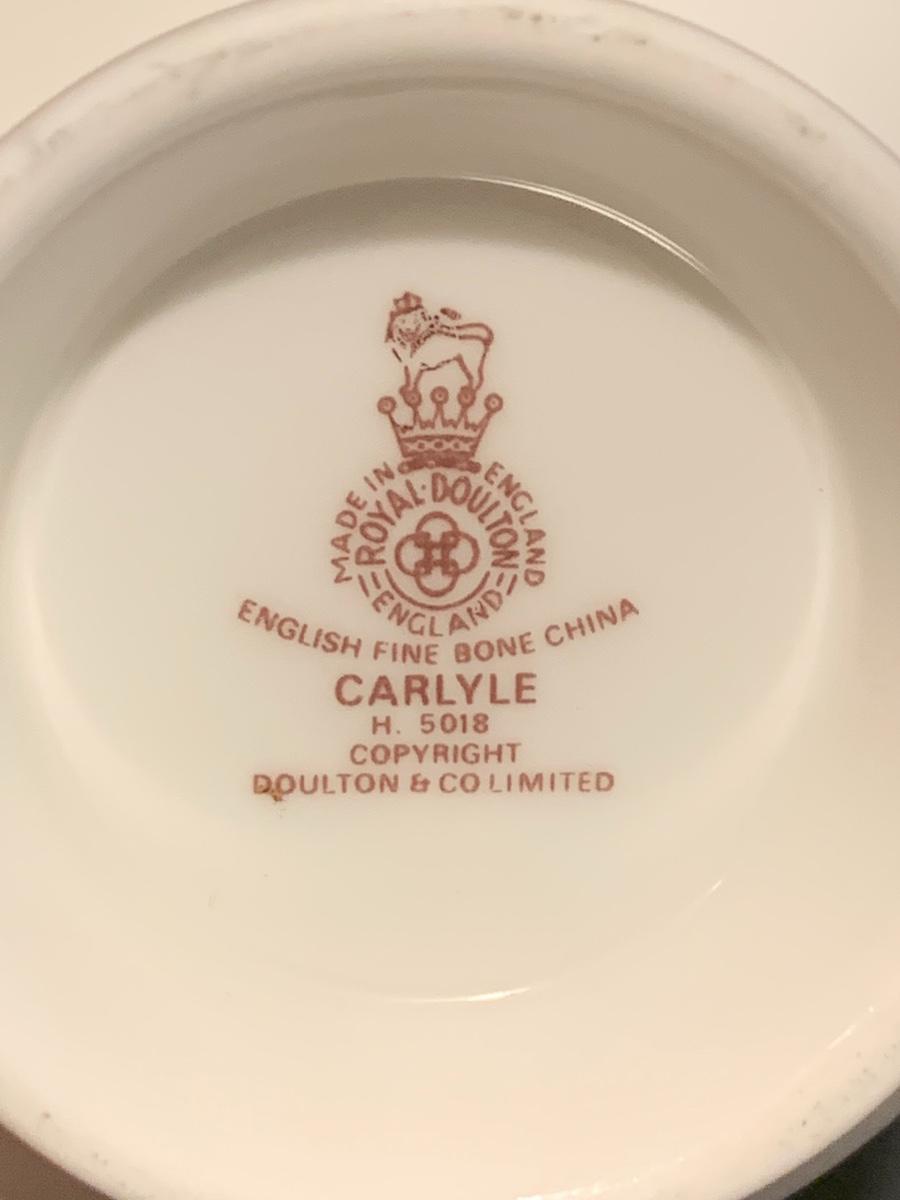 MADE IN ENGLAND
ROYAL·DOULTON
ENGLAND
ENGLISH FINE BONE CHINA
CARLYLE
H. 5018
COPYRIGHT
DOULTON & CO LIMITED